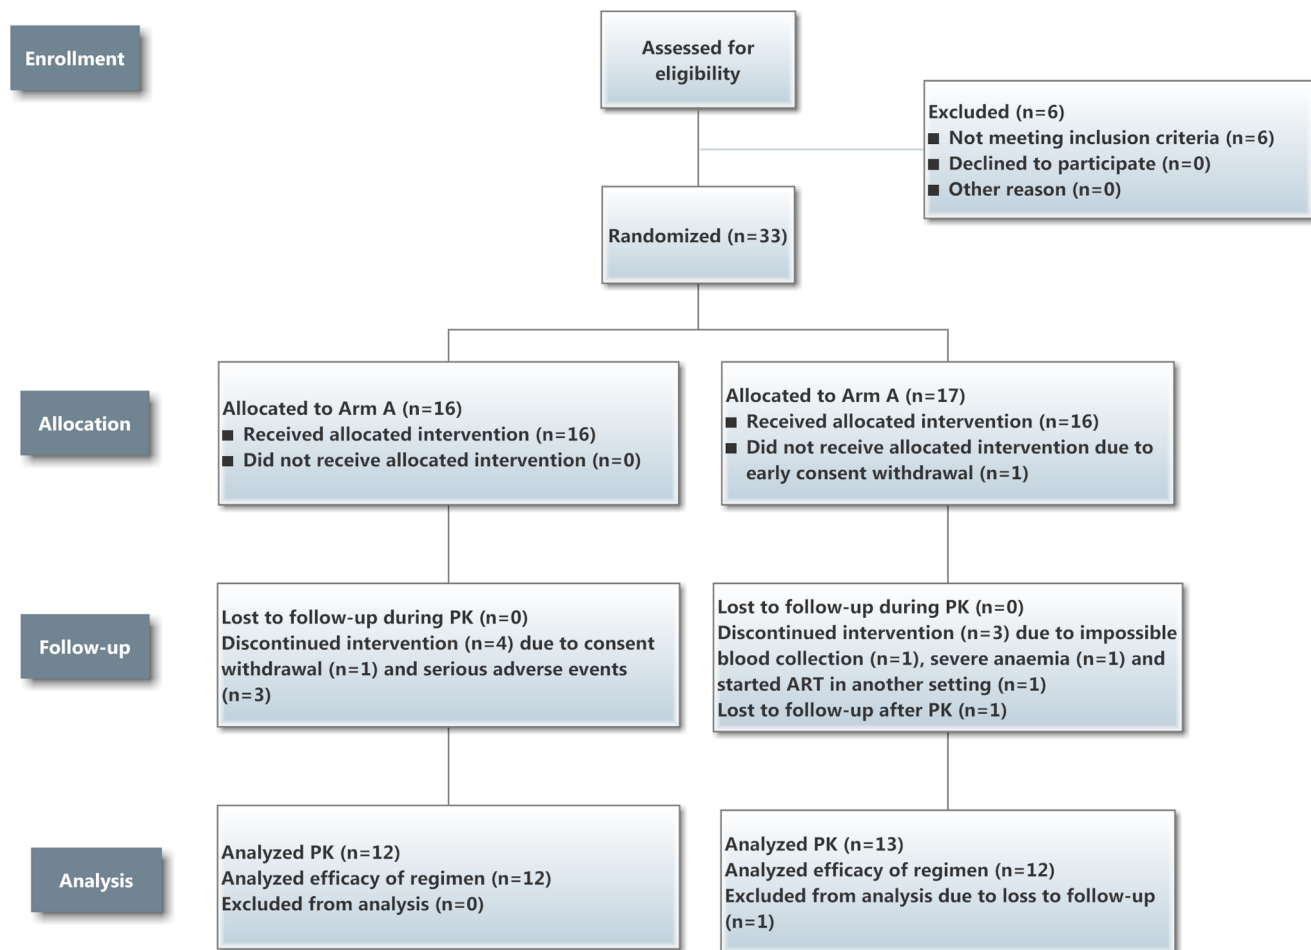 Enrollment
Assessed for
eligibility
Excluded (n=6)
■ Not meeting inclusion criteria (n=6)
■ Declined to participate (n=0)
■ Other reason (n=0)
Randomized (n=33)
Allocation
Allocated to Arm A (n=16)
■ Received allocated intervention (n=16)
■ Did not receive allocated intervention (n=0)
Allocated to Arm A (n=17)
■ Received allocated intervention (n=16)
■ Did not receive allocated intervention due to
early consent withdrawal (n=1)
Follow-up
Lost to follow-up during PK (n=0)
Discontinued intervention (n=4) due to consent
withdrawal (n=1) and serious adverse events
(n=3)
Lost to follow-up during PK (n=0)
Discontinued intervention (n=3) due to impossible
blood collection (n=1), severe anaemia (n=1) and
started ART in another setting (n=1)
Lost to follow-up after PK (n=1)
Analysis
Analyzed PK (n=12)
Analyzed efficacy of regimen (n=12)
Excluded from analysis (n=0)
Analyzed PK (n=13)
Analyzed efficacy of regimen (n=12)
Excluded from analysis due to loss to follow-up
(n=1)